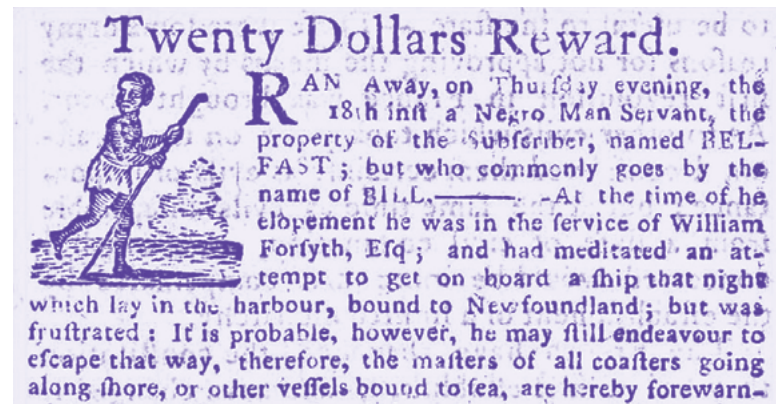 Twenty Dollars Reward.
RAN Away, on Thursday evening, the
18th inst a Negro Man Servant, the
property of the Subscriber, named BEL-
FAST; but who commonly goes by the
name of BILL.——— -At the time of he
elopement he was in the service of William
Forsyth, Esq; and had meditated an at-
tempt to get on board a ship that night
which lay in the harbour, bound to Newfoundland; but was
frustrated: It is probable, however, he may still endeavour to
escape that way, therefore, the masters of all coasters going
along shore, or other vessels bound to sea, are hereby forewarn-